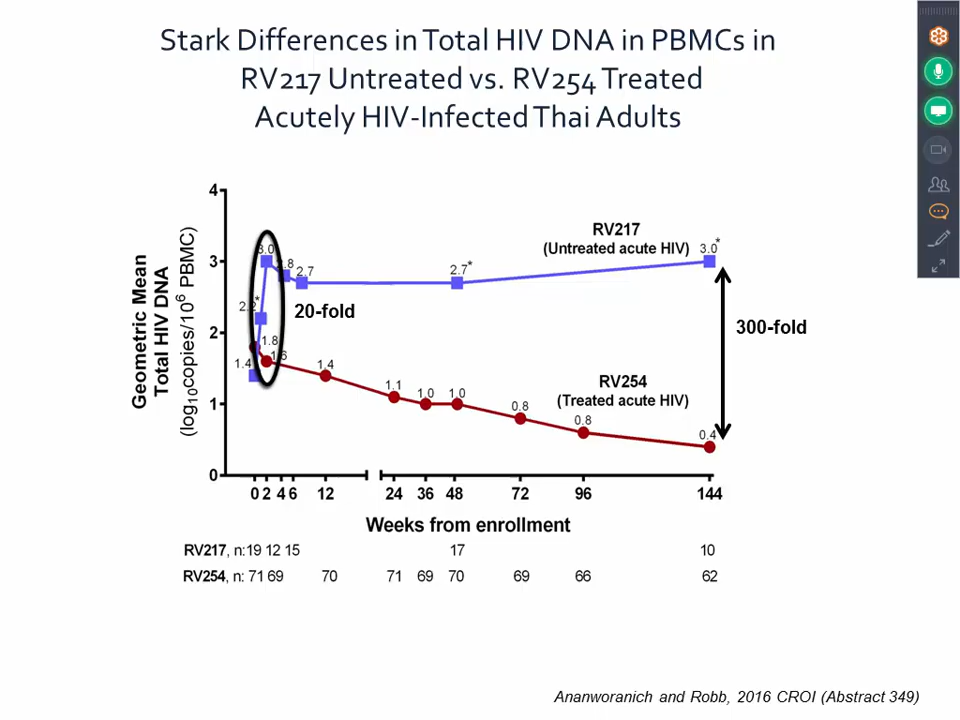 Stark Differences in Total HIV DNA in PBMCs in
RV217 Untreated vs. RV254 Treated
Acutely HIV-Infected Thai Adults
Geometric Mean
Total HIV DNA
(log10copies/10^6 PBMC)
4
3
2
1
0
1.4
2.2*
3.0
2.8
2.7
2.7*
3.0*
RV217
(Untreated acute HIV)
20-fold
300-fold
1.8
1.6
1.4
1.1
1.0
1.0
0.8
0.8
0.4
RV254
(Treated acute HIV)
0 2 4 6 12 24 36 48 72 96 144
Weeks from enrollment
RV217, n:19 12 15 17 10
RV254, n: 71 69 70 71 69 70 69 66 62
Ananworanich and Robb, 2016 CROI (Abstract 349)